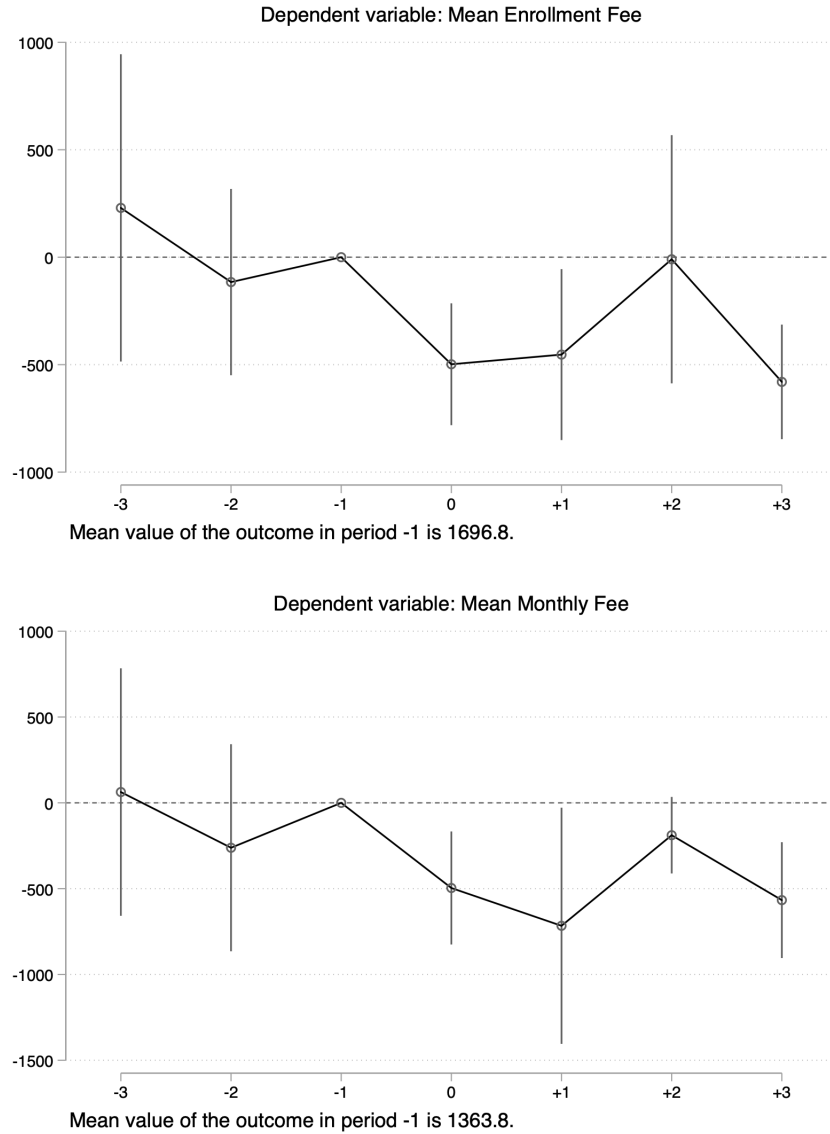 Dependent variable: Mean Enrollment Fee
1000
500
0
-500
-1000
-3 -2 -1 0 +1 +2 +3
Mean value of the outcome in period -1 is 1696.8.
Dependent variable: Mean Monthly Fee
1000
500
0
-500
-1000
-1500
-3 -2 -1 0 +1 +2 +3
Mean value of the outcome in period -1 is 1363.8.